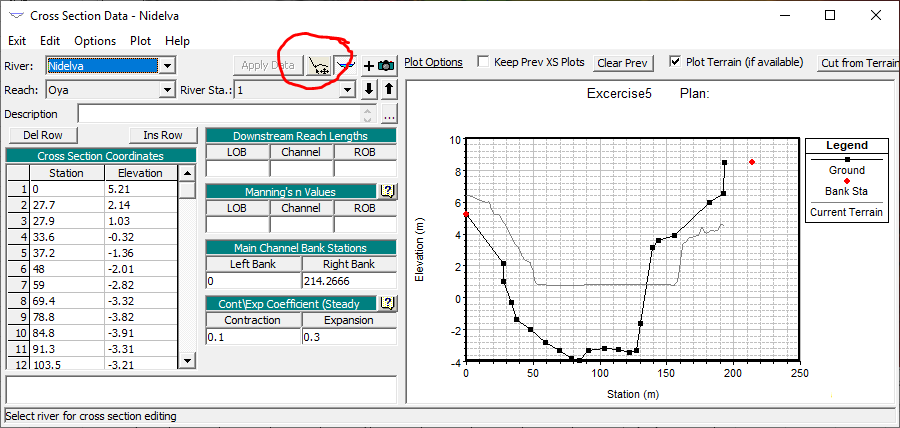 Cross Section Data - Nidelva
Exit Edit Options Plot Help
River: Nidelva Apply Data
Reach: Oya River Sta.: 1
Description ...
Del Row Ins Row
Cross Section Coordinates
Station Elevation
1 0 5.21
2 27.7 2.14
3 27.9 1.03
4 33.6 -0.32
5 37.2 -1.36
6 48 -2.01
7 59 -2.82
8 69.4 -3.32
9 78.8 -3.82
10 84.8 -3.91
11 91.3 -3.31
12 103.5 -3.21
Downstream Reach Lengths
LOB Channel ROB
Manning's n Values
LOB Channel ROB
Main Channel Bank Stations
Left Bank Right Bank
0 214.2666
Cont\Exp Coefficient (Steady
Contraction Expansion
0.1 0.3
Plot Options Keep Prev XS Plots Clear Prev Plot Terrain (if available) Cut from Terrain
Excercise5 Plan:
Elevation (m)
10
8
6
4
2
0
-2
-4
0 50 100 150 200 250
Station (m)
Legend
Ground
Bank Sta
Current Terrain
Select river for cross section editing